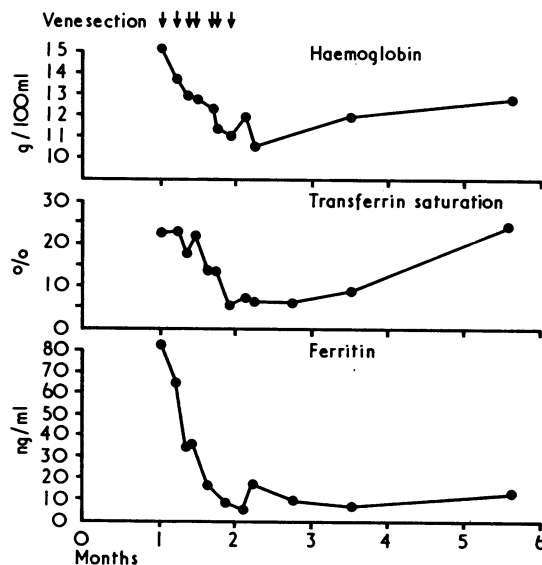 Venesection
Haemoglobin
g/100ml
15
14
13
12
11
10
Transferrin saturation
%
30
20
10
0
Ferritin
ng/ml
80
70
60
50
40
30
20
10
0
0 1 2 3 4 5 6
Months